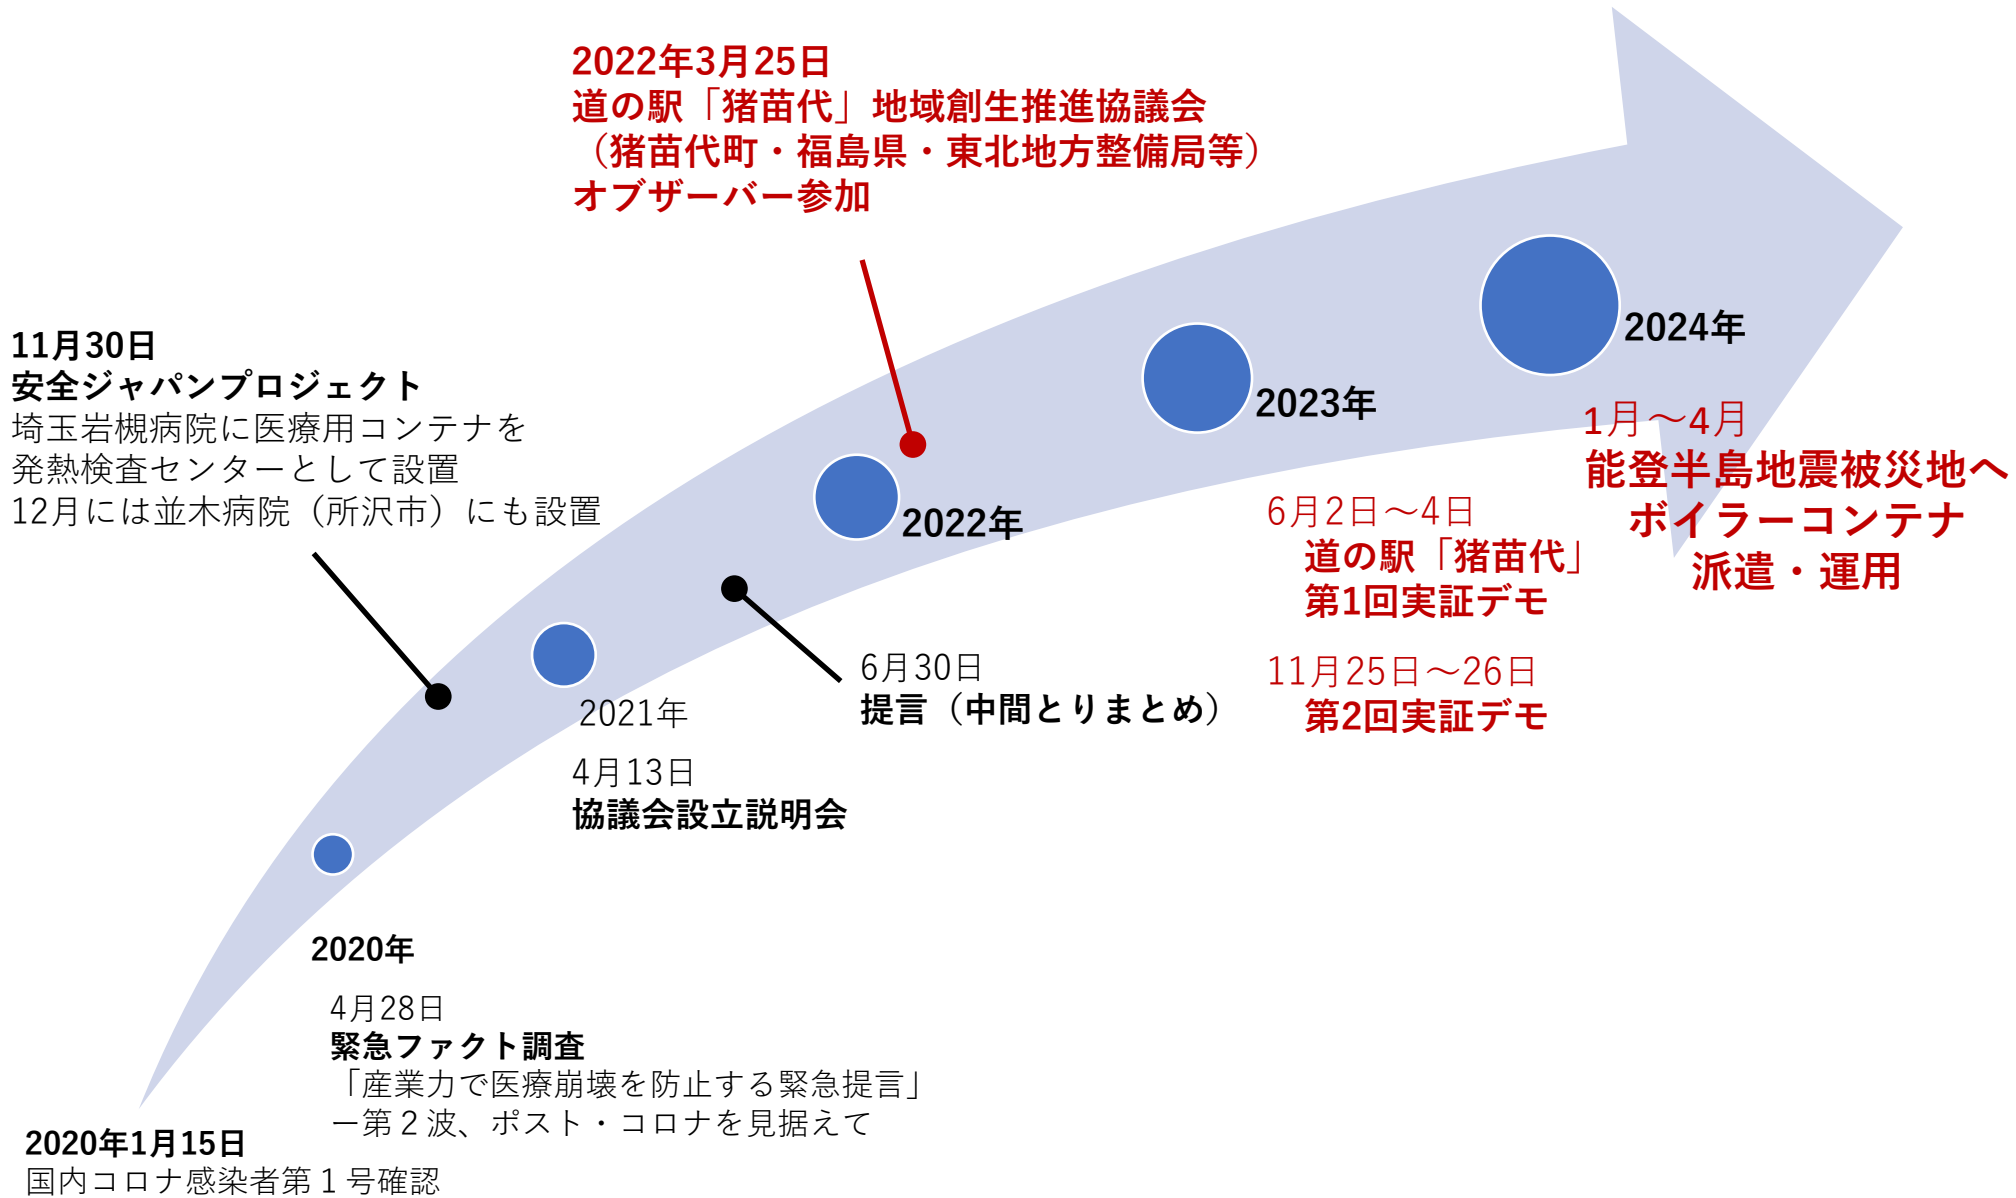 2022年3月25日
道の駅「猪苗代」地域創生推進協議会
（猪苗代町・福島県・東北地方整備局等）
オブザーバー参加
11月30日
安全ジャパンプロジェクト
埼玉岩槻病院に医療用コンテナを
発熱検査センターとして設置
12月には並木病院（所沢市）にも設置
2024年
1月～4月
能登半島地震被災地へ
ボイラーコンテナ
派遣・運用
2023年
6月2日～4日
道の駅「猪苗代」
第1回実証デモ
11月25日～26日
第2回実証デモ
2022年
6月30日
提言（中間とりまとめ）
2021年
4月13日
協議会設立説明会
2020年
4月28日
緊急ファクト調査
「産業力で医療崩壊を防止する緊急提言」
ー第２波、ポスト・コロナを見据えて
2020年1月15日
国内コロナ感染者第１号確認